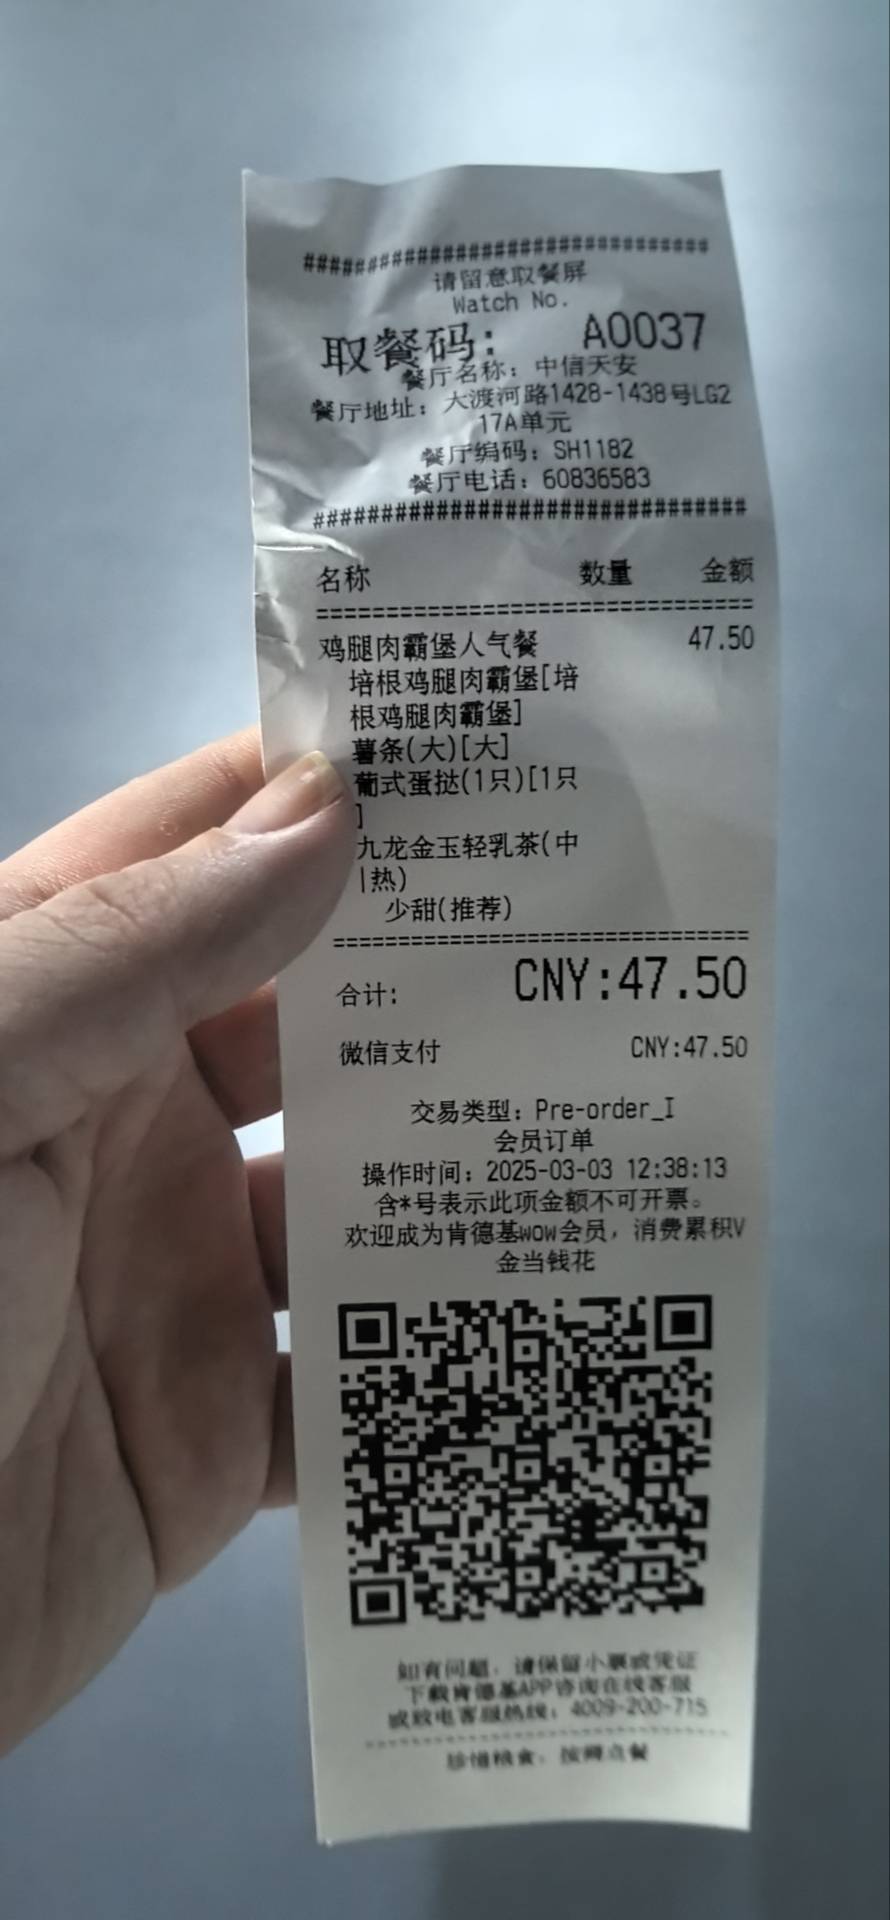 ################################
请留意取餐屏
Watch No.
取餐码： A0037
餐厅名称：中信天安
餐厅地址：大渡河路1428-1438号LG2
17A单元
餐厅编码：SH1182
餐厅电话：60836583
################################
名称 数量 金额
================================
鸡腿肉霸堡人气餐 47.50
培根鸡腿肉霸堡[培
根鸡腿肉霸堡]
薯条(大)[大]
葡式蛋挞(1只)[1只
]
九龙金玉轻乳茶(中
|热)
少甜(推荐)
================================
合计: CNY:47.50
微信支付 CNY:47.50
交易类型：Pre-order_I
会员订单
操作时间：2025-03-03 12:38:13
含*号表示此项金额不可开票。
欢迎成为肯德基wow会员，消费累积V
金当钱花
如有问题，请保留小票或凭证
下载肯德基APP咨询在线客服
或致电客服热线：4009-200-715
--------------------------------
珍惜粮食，按需点餐